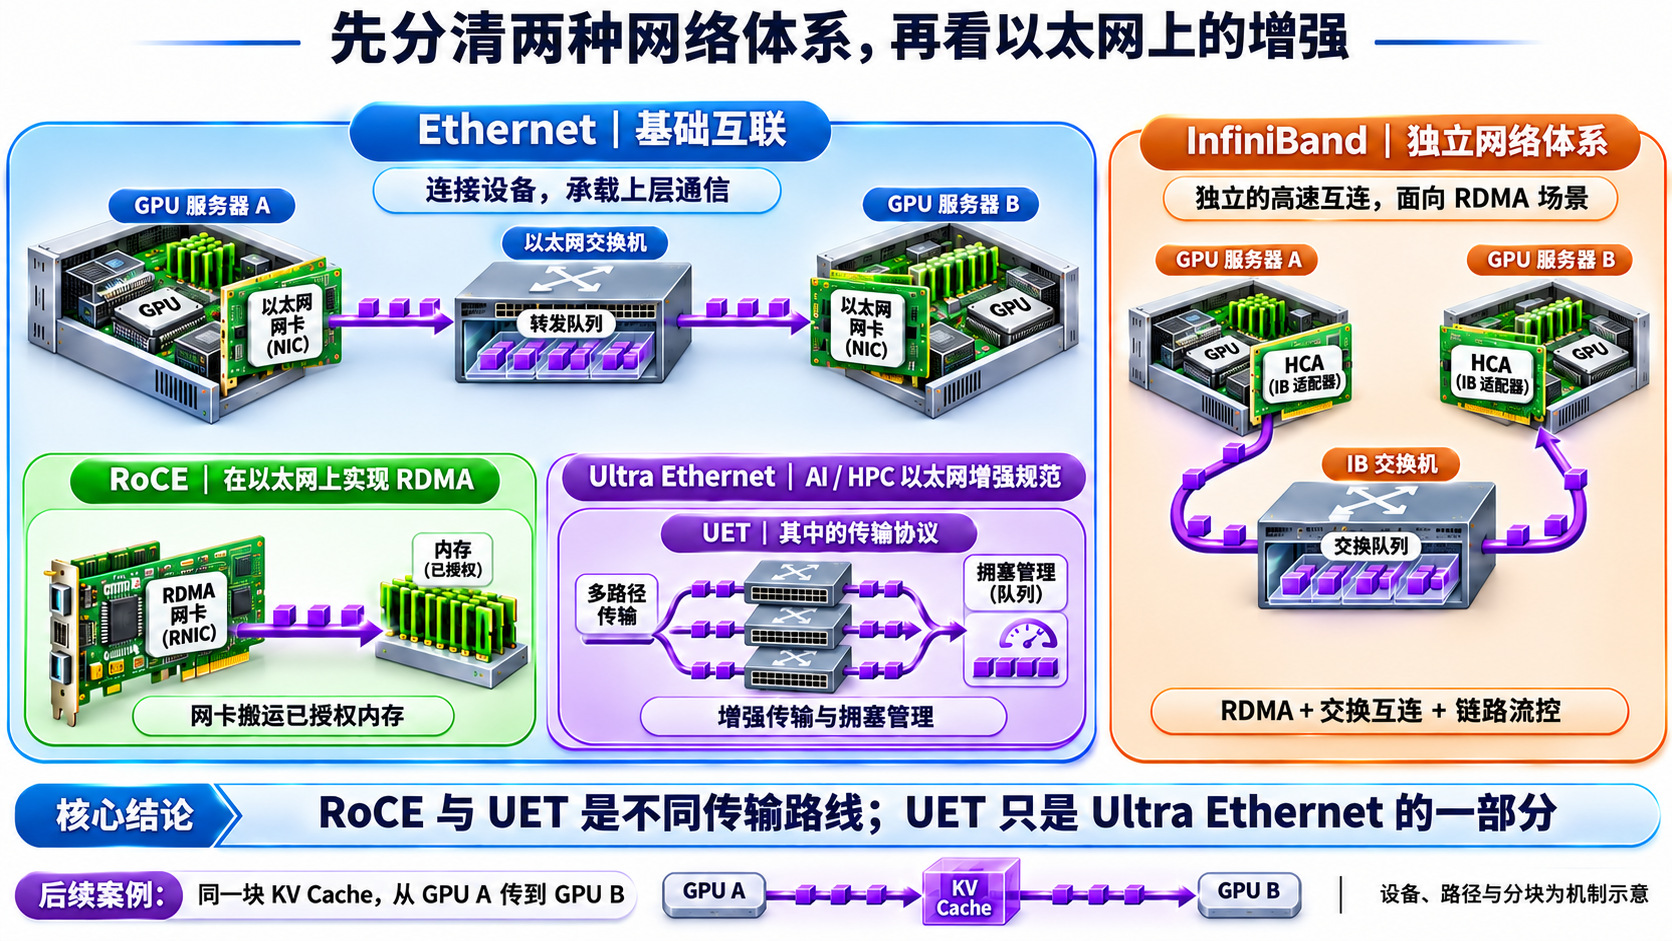 先分清两种网络体系，再看以太网上的增强
Ethernet｜基础互联
连接设备，承载上层通信
GPU 服务器 A
以太网交换机
GPU 服务器 B
GPU
以太网
网卡
(NIC)
转发队列
以太网
网卡
(NIC)
GPU
RoCE｜在以太网上实现 RDMA
RDMA
网卡
(RNIC)
内存
(已授权)
网卡搬运已授权内存
Ultra Ethernet｜AI / HPC 以太网增强规范
UET｜其中的传输协议
多路径
传输
拥塞管理
(队列)
增强传输与拥塞管理
InfiniBand｜独立网络体系
独立的高速互连，面向 RDMA 场景
GPU 服务器 A
GPU 服务器 B
GPU
HCA
(IB 适配器)
HCA
(IB 适配器)
GPU
IB 交换机
交换队列
RDMA + 交换互连 + 链路流控
核心结论
RoCE 与 UET 是不同传输路线；UET 只是 Ultra Ethernet 的一部分
后续案例：
同一块 KV Cache，从 GPU A 传到 GPU B
GPU A
KV
Cache
GPU B
设备、路径与分块为机制示意